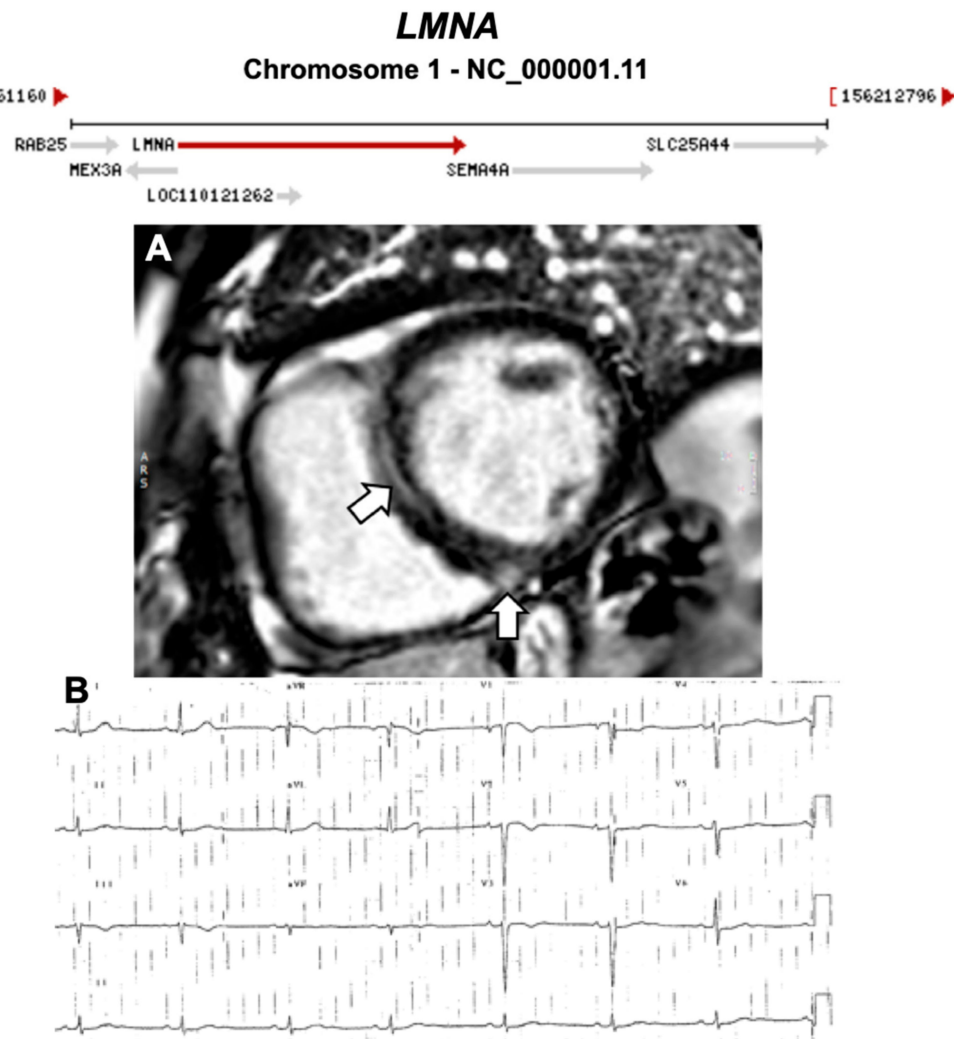 LMNA
Chromosome 1 - NC_000001.11
61160 [ 156212796
RAB25 LMNA SLC25A44
MEX3A SEMA4A
LOC110121262
A
A
R
S
B
I aVR V1 V4
II aVL V2 V5
III aVF V3 V6
II